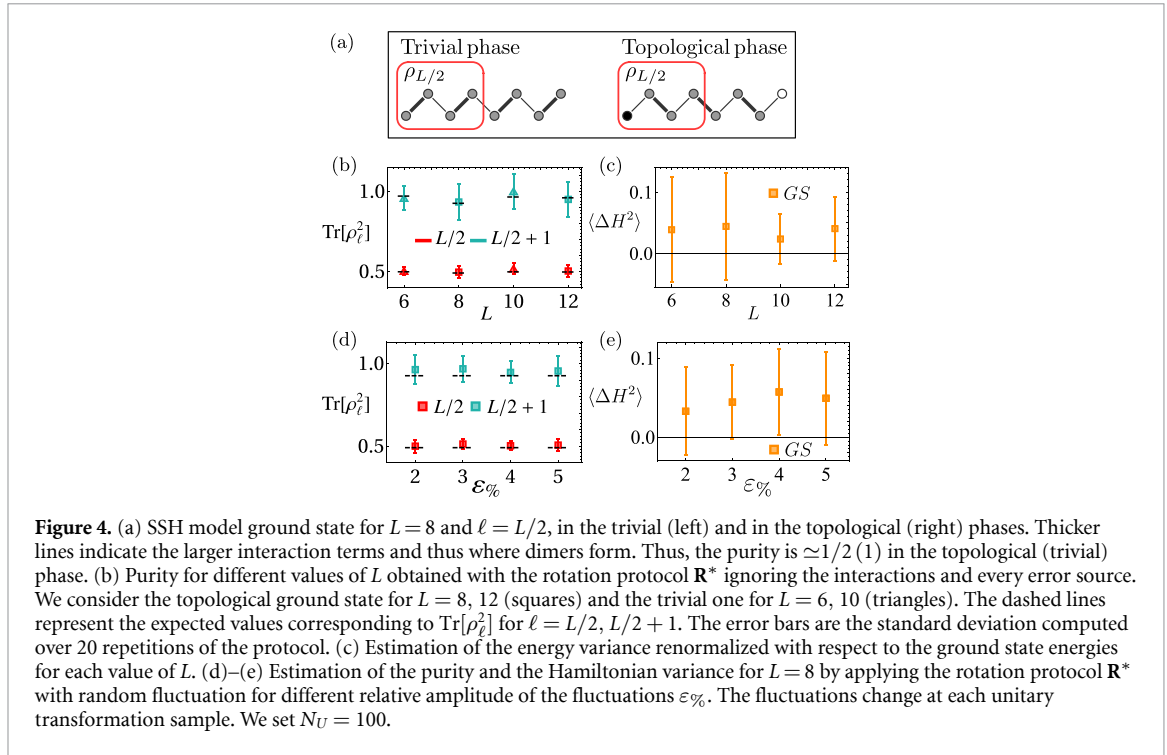 (a)
Trivial phase
Topological phase
ρ_{L/2}
ρ_{L/2}
(b)
1.0
Tr[ρ_ℓ^2]
0.5
L/2
L/2 + 1
6 8 10 12
L
(c)
0.1
⟨ΔH^2⟩
0.0
GS
6 8 10 12
L
(d)
1.0
Tr[ρ_ℓ^2]
0.5
L/2
L/2 + 1
2 3 4 5
ε_%
(e)
0.1
⟨ΔH^2⟩
0.0
GS
2 3 4 5
ε_%
Figure 4. (a) SSH model ground state for L = 8 and ℓ = L/2, in the trivial (left) and in the topological (right) phases. Thicker
lines indicate the larger interaction terms and thus where dimers form. Thus, the purity is ≃1/2 (1) in the topological (trivial)
phase. (b) Purity for different values of L obtained with the rotation protocol R* ignoring the interactions and every error source.
We consider the topological ground state for L = 8, 12 (squares) and the trivial one for L = 6, 10 (triangles). The dashed lines
represent the expected values corresponding to Tr[ρ_ℓ^2] for ℓ = L/2, L/2 + 1. The error bars are the standard deviation computed
over 20 repetitions of the protocol. (c) Estimation of the energy variance renormalized with respect to the ground state energies
for each value of L. (d)–(e) Estimation of the purity and the Hamiltonian variance for L = 8 by applying the rotation protocol R*
with random fluctuation for different relative amplitude of the fluctuations ε_%. The fluctuations change at each unitary
transformation sample. We set N_U = 100.